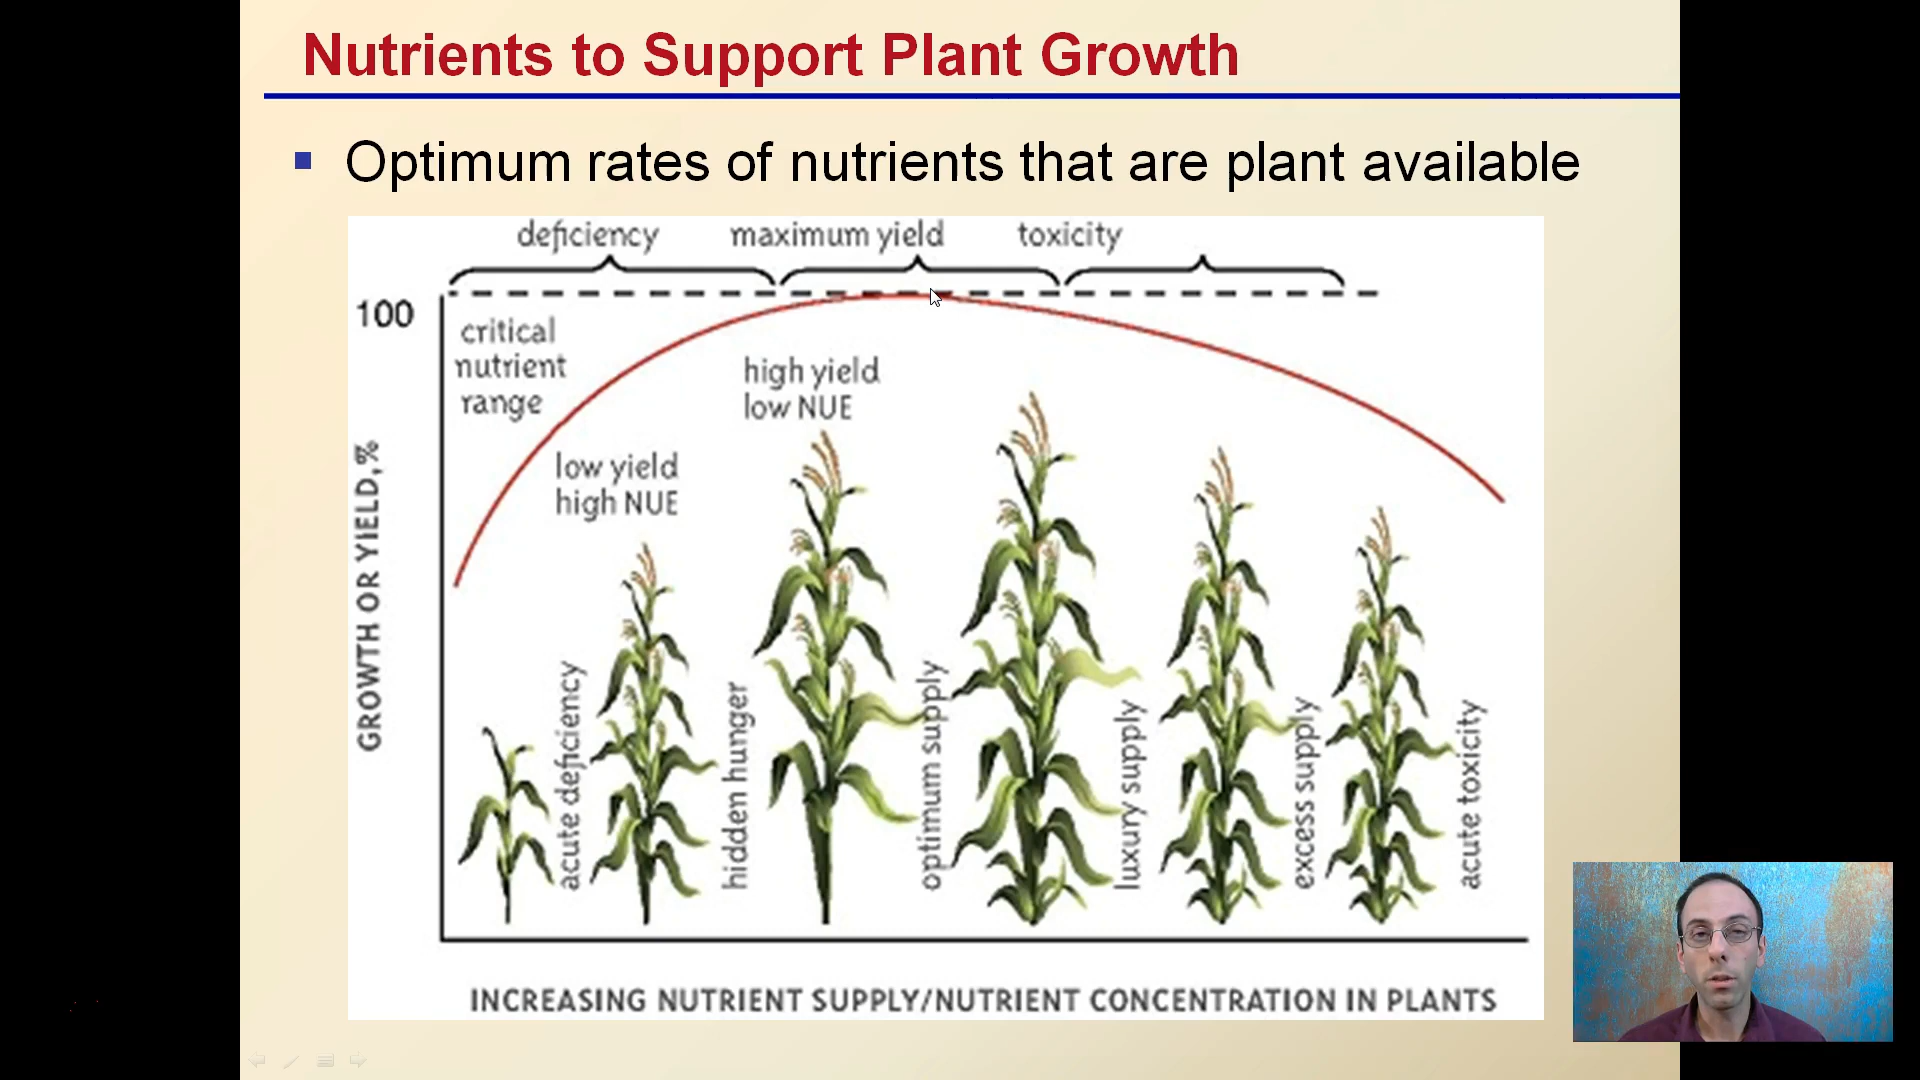 Nutrients to Support Plant Growth
Optimum rates of nutrients that are plant available
deficiency
maximum yield
toxicity
100
critical
nutrient
range
high yield
low NUE
low yield
high NUE
GROWTH OR YIELD,%
acute deficiency
hidden hunger
optimum supply
luxury supply
excess supply
acute toxicity
INCREASING NUTRIENT SUPPLY/NUTRIENT CONCENTRATION IN PLANTS